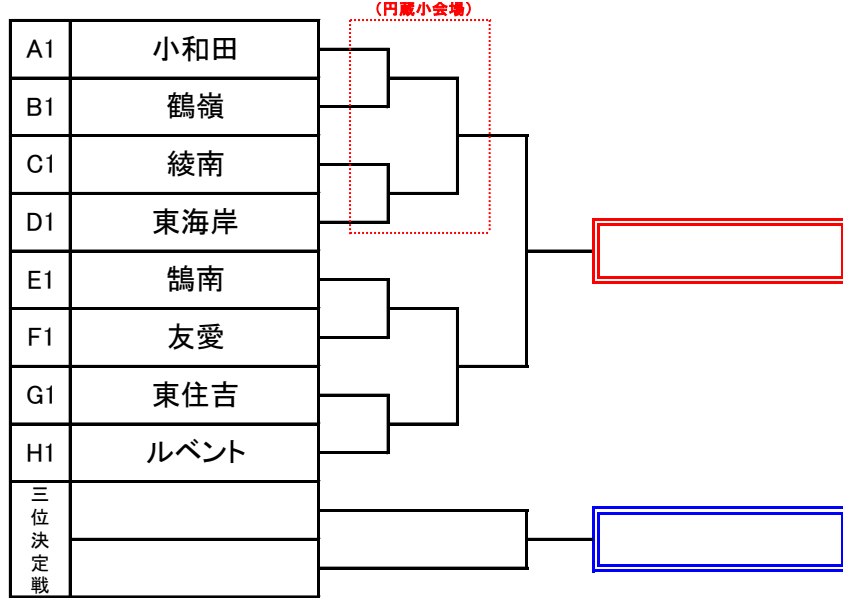 （円蔵小会場）
A1 小和田
B1 鶴嶺
C1 綾南
D1 東海岸
E1 鵠南
F1 友愛
G1 東住吉
H1 ルベント
三位決定戦